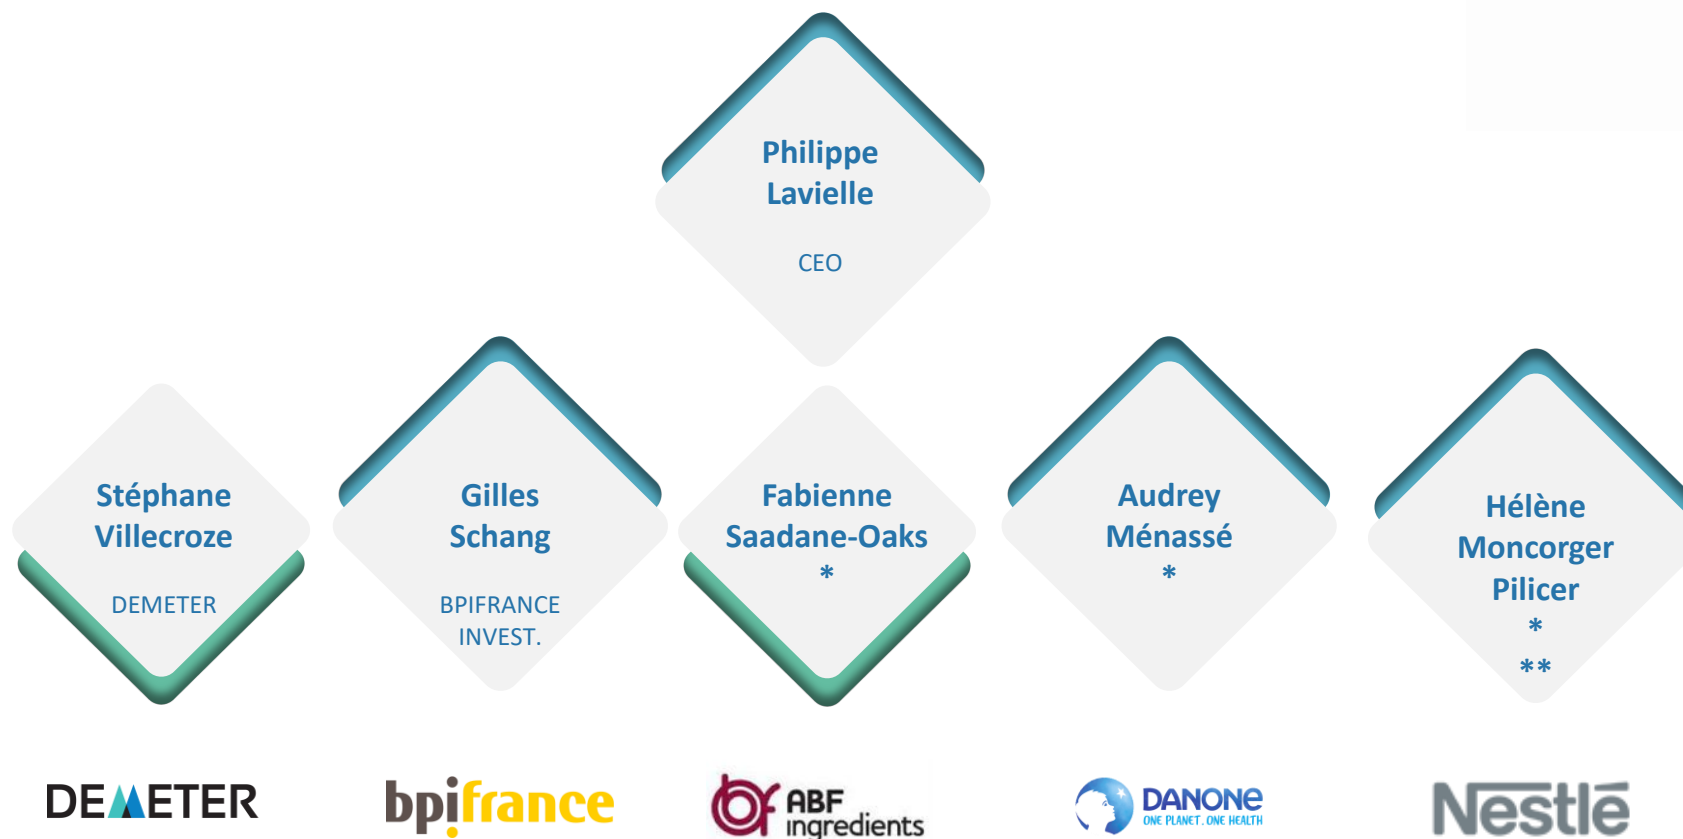 Philippe
Lavielle
CEO
Stéphane
Villecroze
DEMETER
Gilles
Schang
BPIFRANCE
INVEST.
Fabienne
Saadane-Oaks
*
Audrey
Ménassé
*
Hélène
Moncorger
Pilicer
*
**
DEMETER
bpifrance
ABF
ingredients
DANONE
ONE PLANET. ONE HEALTH
Nestlé